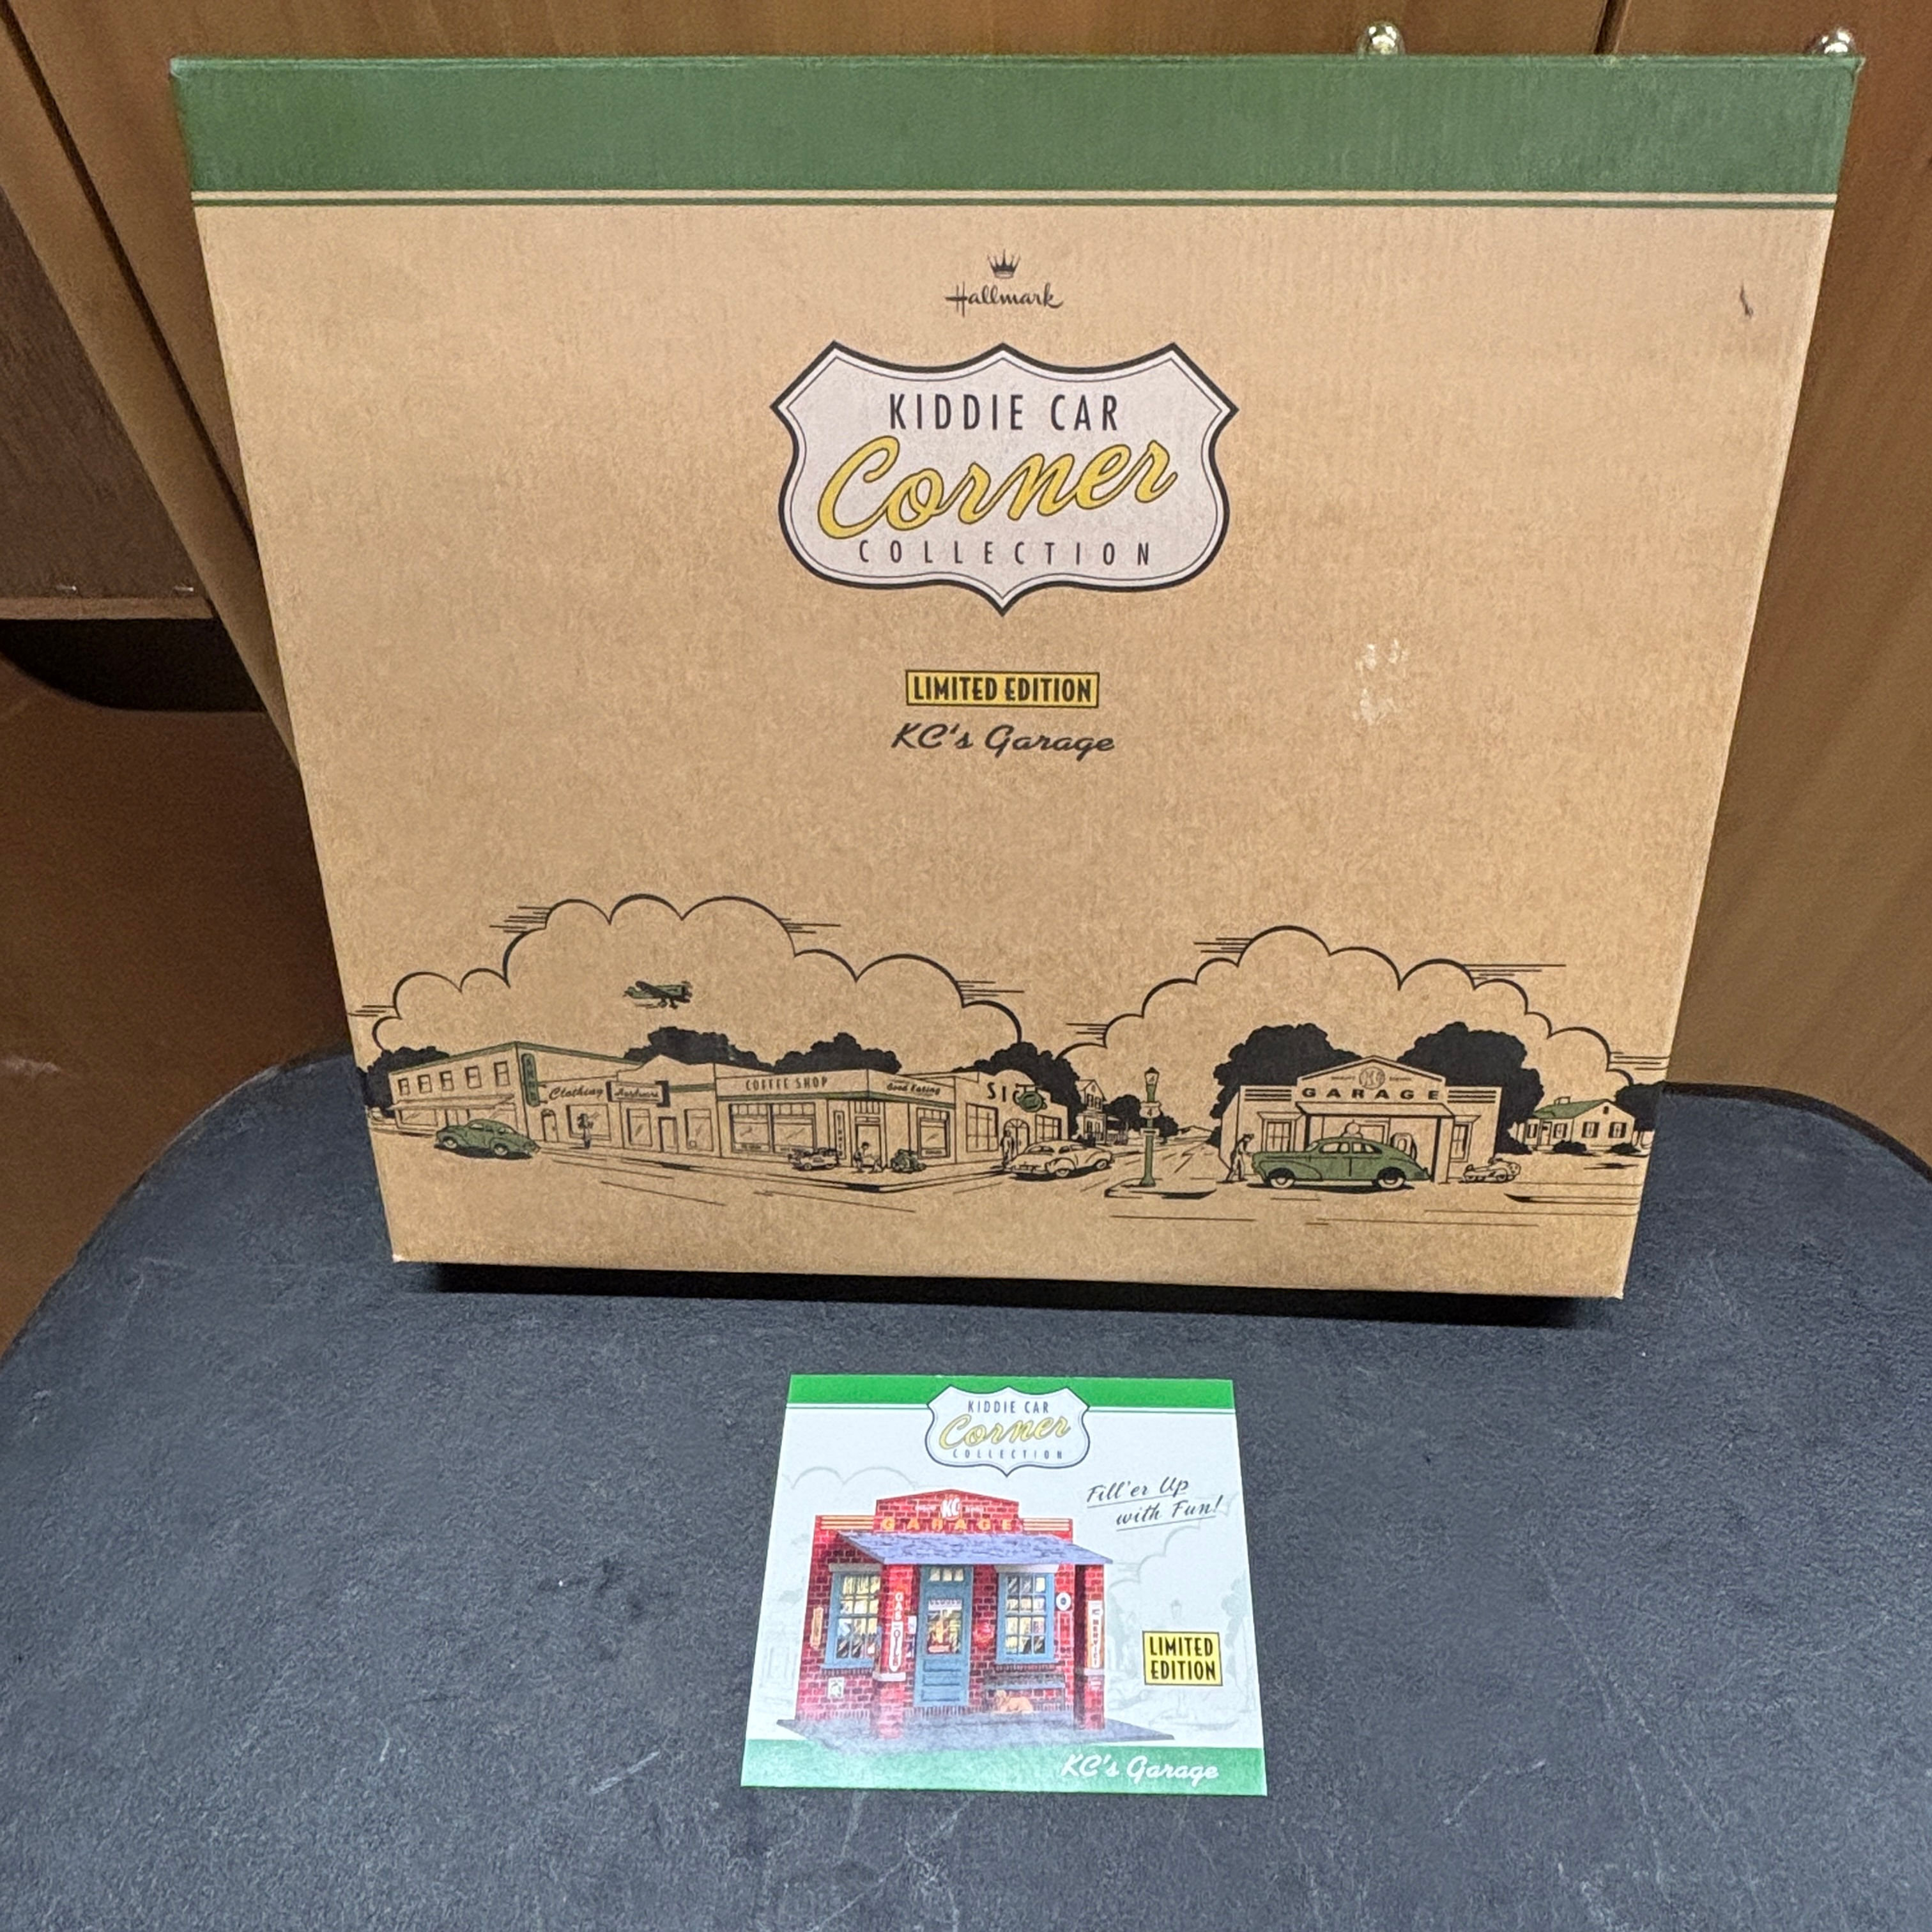 Hallmark
KIDDIE CAR
Corner
COLLECTION
LIMITED EDITION
KC's Garage
Clothing
Hardware
COFFEE SHOP
Good Eating
GARAGE
KIDDIE CAR
Corner
COLLECTION
Fill'er Up
with Fun!
KC
GARAGE
LIMITED
EDITION
KC's Garage